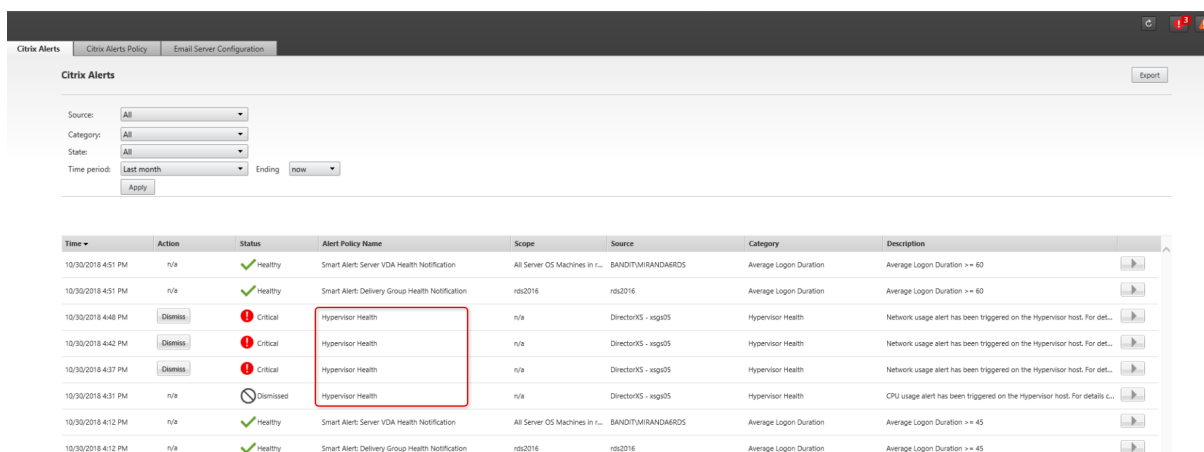 3
Citrix Alerts Citrix Alerts Policy Email Server Configuration
Citrix Alerts Export
Source: All
Category: All
State: All
Time period: Last month Ending now
Apply
Time Action Status Alert Policy Name Scope Source Category Description
10/30/2018 4:51 PM n/a Healthy Smart Alert: Server VDA Health Notification All Server OS Machines in r... BANDIT\MIRANDA6RDS Average Logon Duration Average Logon Duration >= 60
10/30/2018 4:51 PM n/a Healthy Smart Alert: Delivery Group Health Notification rds2016 rds2016 Average Logon Duration Average Logon Duration >= 60
10/30/2018 4:48 PM Dismiss Critical Hypervisor Health n/a DirectorXS - xsgs05 Hypervisor Health Network usage alert has been triggered on the Hypervisor host. For det...
10/30/2018 4:42 PM Dismiss Critical Hypervisor Health n/a DirectorXS - xsgs05 Hypervisor Health Network usage alert has been triggered on the Hypervisor host. For det...
10/30/2018 4:37 PM Dismiss Critical Hypervisor Health n/a DirectorXS - xsgs05 Hypervisor Health Network usage alert has been triggered on the Hypervisor host. For det...
10/30/2018 4:31 PM n/a Dismissed Hypervisor Health n/a DirectorXS - xsgs05 Hypervisor Health CPU usage alert has been triggered on the Hypervisor host. For details c...
10/30/2018 4:12 PM n/a Healthy Smart Alert: Server VDA Health Notification All Server OS Machines in r... BANDIT\MIRANDA6RDS Average Logon Duration Average Logon Duration >= 45
10/30/2018 4:12 PM n/a Healthy Smart Alert: Delivery Group Health Notification rds2016 rds2016 Average Logon Duration Average Logon Duration >= 45